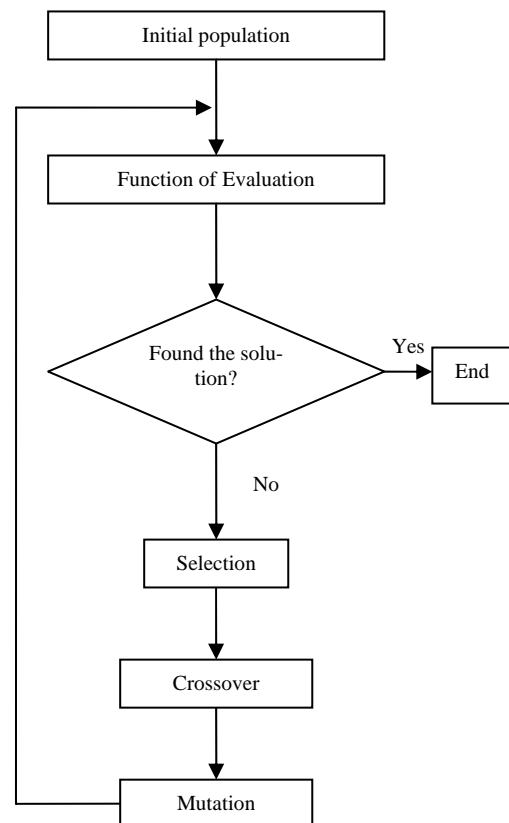 Initial population
Function of Evaluation
Found the solu-
tion?
Yes
End
No
Selection
Crossover
Mutation